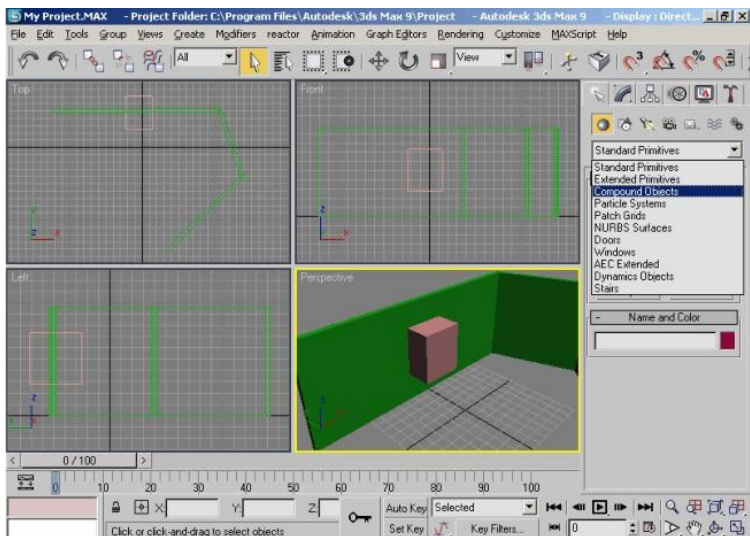 My Project.MAX - Project Folder: C:\Program Files\Autodesk\3ds Max 9\Project - Autodesk 3ds Max 9 - Display : Direct...
File Edit Tools Group Views Create Modifiers reactor Animation Graph Editors Rendering Customize MAXScript Help
All View 3 %
Top
Front
Standard Primitives
Standard Primitives
Extended Primitives
Compound Objects
Particle Systems
Patch Grids
NURBS Surfaces
Doors
Windows
AEC Extended
Dynamics Objects
Stairs
y
z x
z
x
Left
Perspective
- Name and Color
z
y
z
x
< 0 / 100 >
0 10 20 30 40 50 60 70 80 90 100
X: Y: Z: Auto Key Selected
Click or click-and-drag to select objects Set Key Key Filters... 0